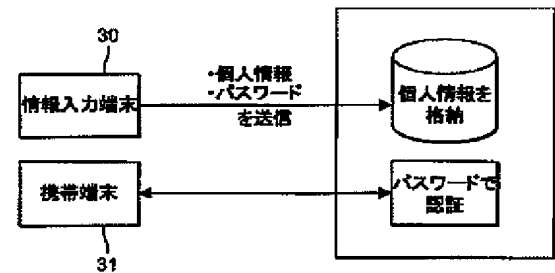 30
情報入力端末
・個人情報
・パスワード
を送信
個人情報を
格納
携帯端末
パスワードで
認証
31